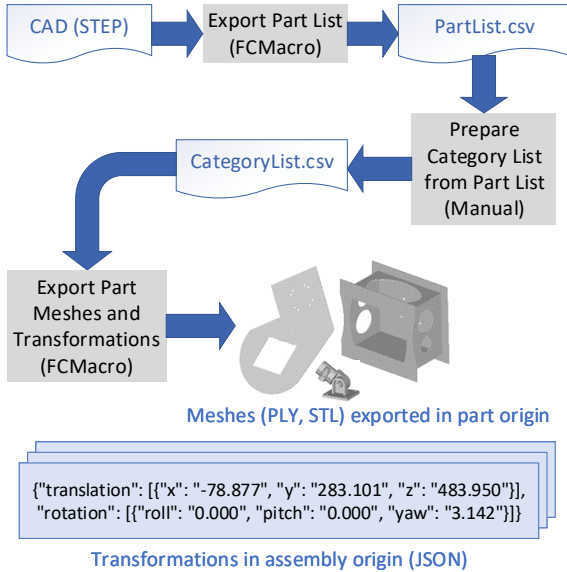 CAD (STEP)
Export Part List
(FCMacro)
PartList.csv
Prepare
Category List
from Part List
(Manual)
CategoryList.csv
Export Part
Meshes and
Transformations
(FCMacro)
Meshes (PLY, STL) exported in part origin
{"translation": [{"x": "-78.877", "y": "283.101", "z": "483.950"}],
"rotation": [{"roll": "0.000", "pitch": "0.000", "yaw": "3.142"}]}
Transformations in assembly origin (JSON)